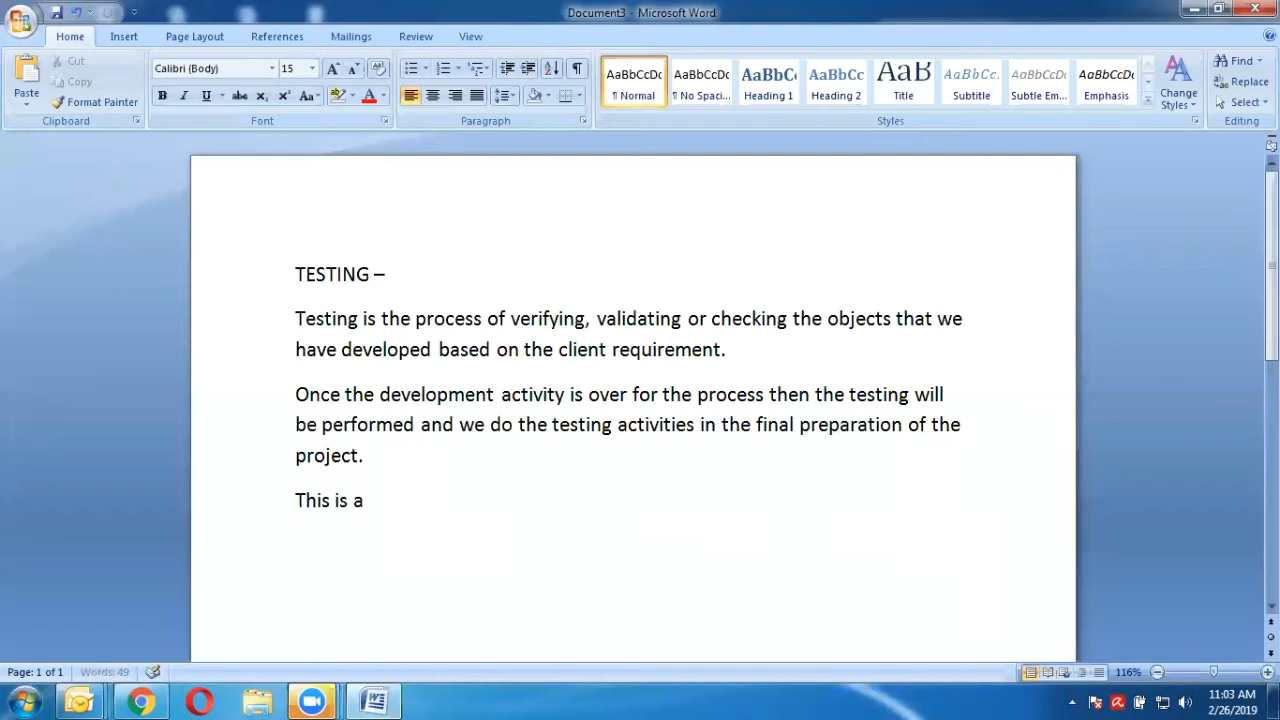 Document3 - Microsoft Word
Home Insert Page Layout References Mailings Review View
Paste Cut Copy Format Painter
Calibri (Body) 15
AaBbCcDc AaBbCcDc AaBbC AaBbCc AaB AaBbCc. AaBbCcDc AaBbCcDc
¶ Normal ¶ No Spaci... Heading 1 Heading 2 Title Subtitle Subtle Em... Emphasis
Change Styles
Find
Replace
Select
Clipboard Font Paragraph Styles Editing
TESTING –
Testing is the process of verifying, validating or checking the objects that we
have developed based on the client requirement.
Once the development activity is over for the process then the testing will
be performed and we do the testing activities in the final preparation of the
project.
This is a
Page: 1 of 1 Words: 49 116%
11:03 AM
2/26/2019